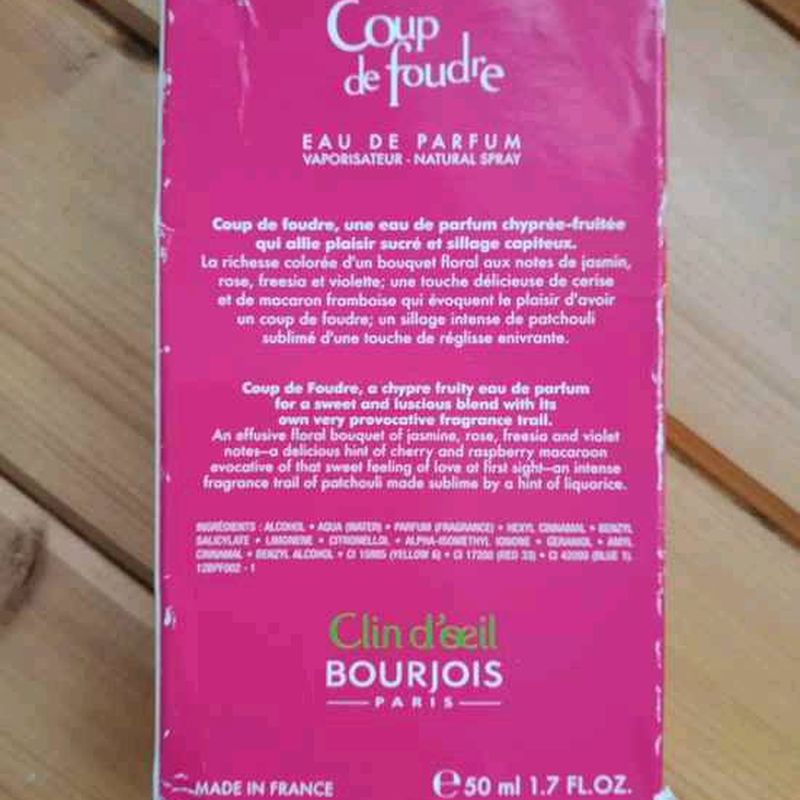 Coup
de foudre
EAU DE PARFUM
VAPORISATEUR - NATURAL SPRAY
Coup de foudre, une eau de parfum chyprée-fruitée
qui allie plaisir sucré et sillage capiteux.
La richesse colorée d'un bouquet floral aux notes de jasmin,
rose, freesia et violette; une touche délicieuse de cerise
et de macaron framboise qui évoquent le plaisir d'avoir
un coup de foudre; un sillage intense de patchouli
sublimé d'une touche de réglisse enivrante.
Coup de Foudre, a chypre fruity eau de parfum
for a sweet and luscious blend with its
own very provocative fragrance trail.
An effusive floral bouquet of jasmine, rose, freesia and violet
notes—a delicious hint of cherry and raspberry macaroon
evocative of that sweet feeling of love at first sight—an intense
fragrance trail of patchouli made sublime by a hint of liquorice.
INGRÉDIENTS : ALCOHOL • AQUA (WATER) • PARFUM (FRAGRANCE) • HEXYL CINNAMAL • BENZYL
SALICYLATE • LIMONENE • CITRONELLOL • ALPHA-ISOMETHYL IONONE • GERANIOL • AMYL
CINNAMAL • BENZYL ALCOHOL • CI 15985 (YELLOW 6) • CI 17200 (RED 33) • CI 42090 (BLUE 1)
12BPF002 - 1
Clin d'œil
BOURJOIS
PARIS
MADE IN FRANCE
℮ 50 ml 1.7 FL.OZ.